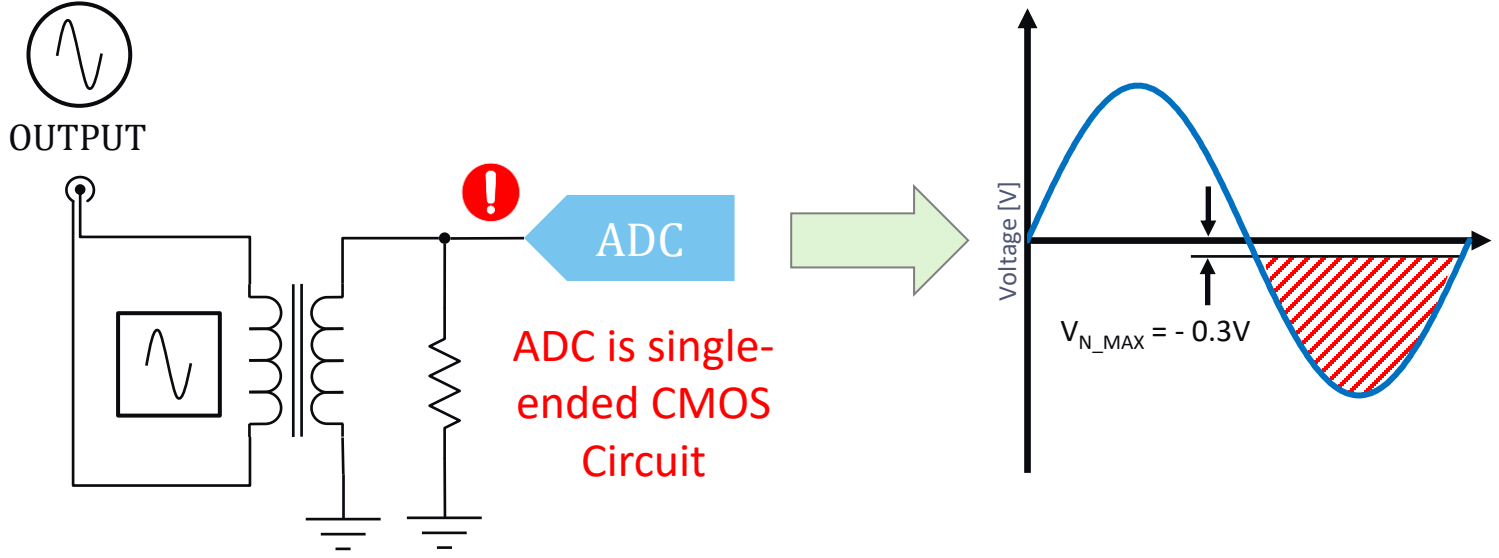 OUTPUT
ADC
ADC is single-
ended CMOS
Circuit
Voltage [V]
V_N_MAX = - 0.3V